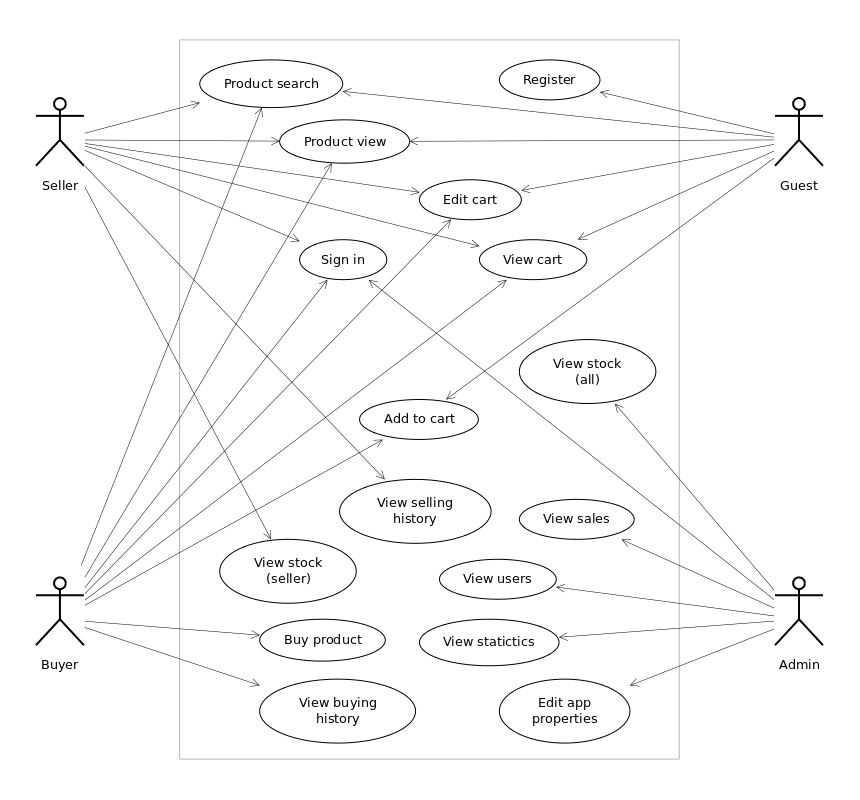 Product search
Register
Product view
Seller
Guest
Edit cart
Sign in
View cart
View stock
(all)
Add to cart
View selling
history
View sales
View stock
(seller)
View users
Buy product
View statictics
Buyer
Admin
View buying
history
Edit app
properties